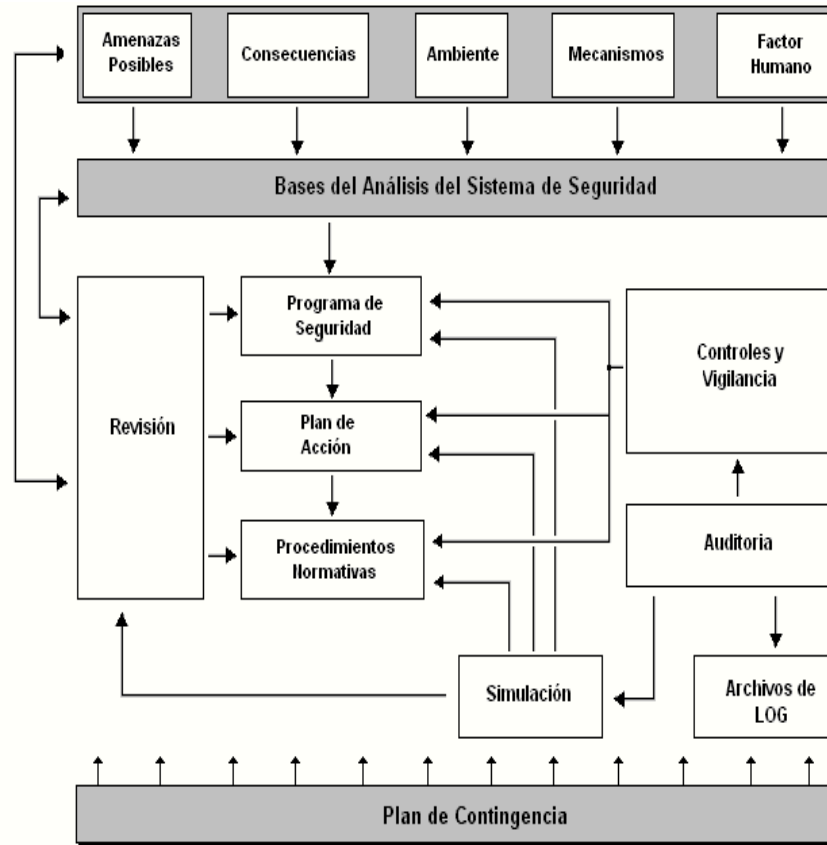 Amenazas
Posibles
Consecuencias
Ambiente
Mecanismos
Factor
Humano
Bases del Análisis del Sistema de Seguridad
Programa de
Seguridad
Controles y
Vigilancia
Revisión
Plan de
Acción
Procedimientos
Normativas
Auditoria
Simulación
Archivos de
LOG
Plan de Contingencia